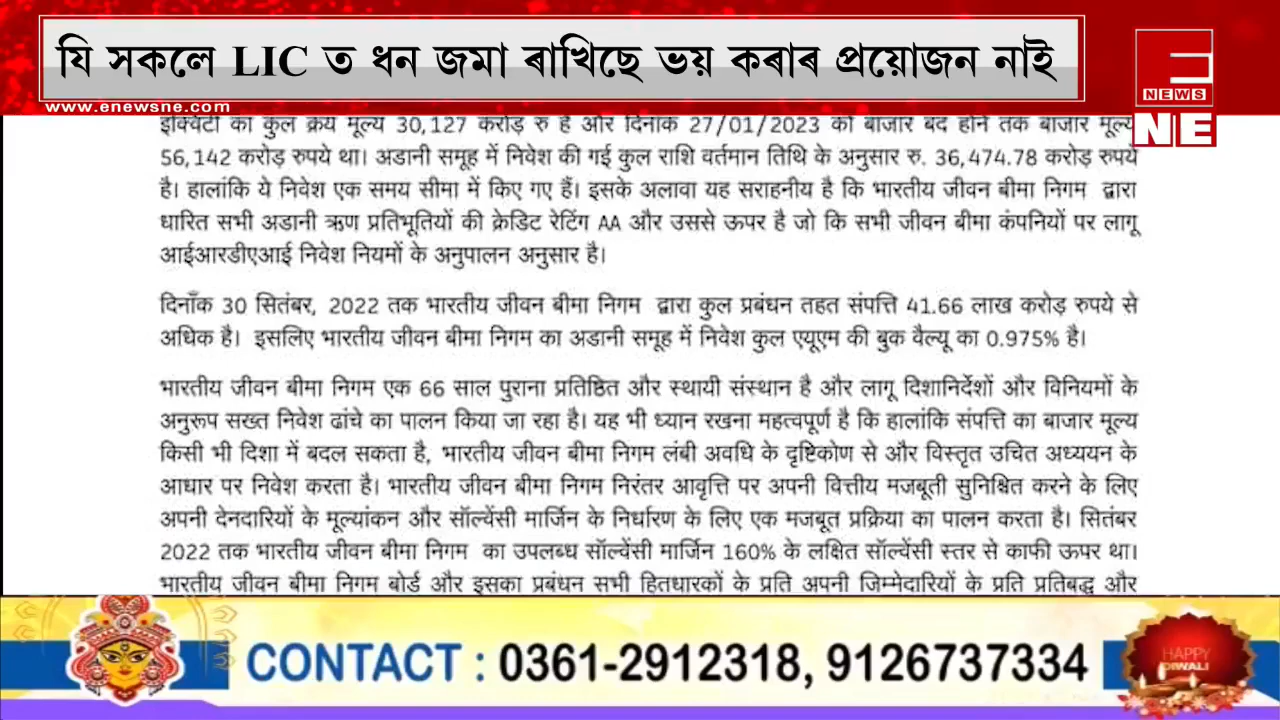 যি সকলে LIC ত ধন জমা ৰাখিছে ভয় কৰাৰ প্ৰয়োজন নাই
www.enewsne.com
NEWS
NE
इक्विटी का कुल क्रय मूल्य 30,127 करोड़ रु है और दिनांक 27/01/2023 को बाजार बंद होने तक बाजार मूल्य
56,142 करोड़ रुपये था। अडानी समूह में निवेश की गई कुल राशि वर्तमान तिथि के अनुसार रु. 36,474.78 करोड़ रुपये
है। हालांकि ये निवेश एक समय सीमा में किए गए हैं। इसके अलावा यह सराहनीय है कि भारतीय जीवन बीमा निगम द्वारा
धारित सभी अडानी ऋण प्रतिभूतियों की क्रेडिट रेटिंग AA और उससे ऊपर है जो कि सभी जीवन बीमा कंपनियों पर लागू
आईआरडीएआई निवेश नियमों के अनुपालन अनुसार है।
दिनाँक 30 सितंबर, 2022 तक भारतीय जीवन बीमा निगम द्वारा कुल प्रबंधन तहत संपत्ति 41.66 लाख करोड़ रुपये से
अधिक है। इसलिए भारतीय जीवन बीमा निगम का अडानी समूह में निवेश कुल एयूएम की बुक वैल्यू का 0.975% है।
भारतीय जीवन बीमा निगम एक 66 साल पुराना प्रतिष्ठित और स्थायी संस्थान है और लागू दिशानिर्देशों और विनियमों के
अनुरूप सख्त निवेश ढांचे का पालन किया जा रहा है। यह भी ध्यान रखना महत्वपूर्ण है कि हालांकि संपत्ति का बाजार मूल्य
किसी भी दिशा में बदल सकता है, भारतीय जीवन बीमा निगम लंबी अवधि के दृष्टिकोण से और विस्तृत उचित अध्ययन के
आधार पर निवेश करता है। भारतीय जीवन बीमा निगम निरंतर आवृत्ति पर अपनी वित्तीय मजबूती सुनिश्चित करने के लिए
अपनी देनदारियों के मूल्यांकन और सॉल्वेंसी मार्जिन के निर्धारण के लिए एक मजबूत प्रक्रिया का पालन करता है। सितंबर
2022 तक भारतीय जीवन बीमा निगम का उपलब्ध सॉल्वेंसी मार्जिन 160% के लक्षित सॉल्वेंसी स्तर से काफी ऊपर था।
भारतीय जीवन बीमा निगम बोर्ड और इसका प्रबंधन सभी हितधारकों के प्रति अपनी जिम्मेदारियों के प्रति प्रतिबद्ध और
CONTACT : 0361-2912318, 9126737334
HAPPY
DIWALI